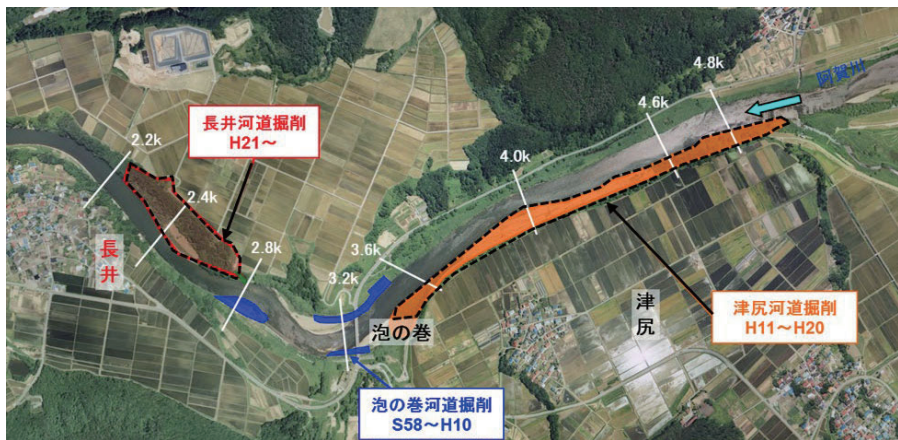 4.8k
阿賀川
4.6k
長井河道掘削
H21～
2.2k
4.0k
2.4k
長井
2.8k
3.6k
3.2k
泡の巻
津尻
津尻河道掘削
H11～H20
泡の巻河道掘削
S58～H10